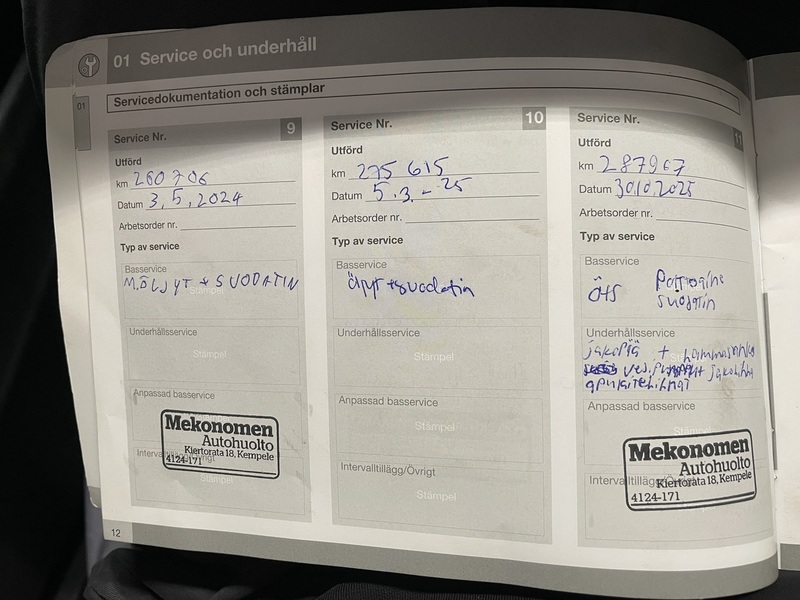 01 Service och underhåll
01
Servicedokumentation och stämplar
Service Nr. 9
Utförd
km 260 706
Datum 3,5,2024
Arbetsorder nr.
Typ av service
Basservice
M.ÖLJYT + SUODATIN
Stämpel
Underhållsservice
Stämpel
Anpassad basservice
Mekonomen
Autohuolto
Kiertorata 18, Kempele
4124-171
Intervalltillägg/Övrigt
Stämpel
12
Service Nr. 10
Utförd
km 275 615
Datum 5.3.-25
Arbetsorder nr.
Typ av service
Basservice
Öljyt + suodatin
Underhållsservice
Stämpel
Anpassad basservice
Stämpel
Intervalltillägg/Övrigt
Stämpel
Service Nr. 11
Utförd
km 287967
Datum 30.10.2025
Arbetsorder nr.
Typ av service
Basservice
öts
suodatin
Underhållsservice
+
Anpassad basservice
Mekonomen
Autohuolto
Kiertorata 18, Kempele
4124-171
Intervalltillägg/Övrigt